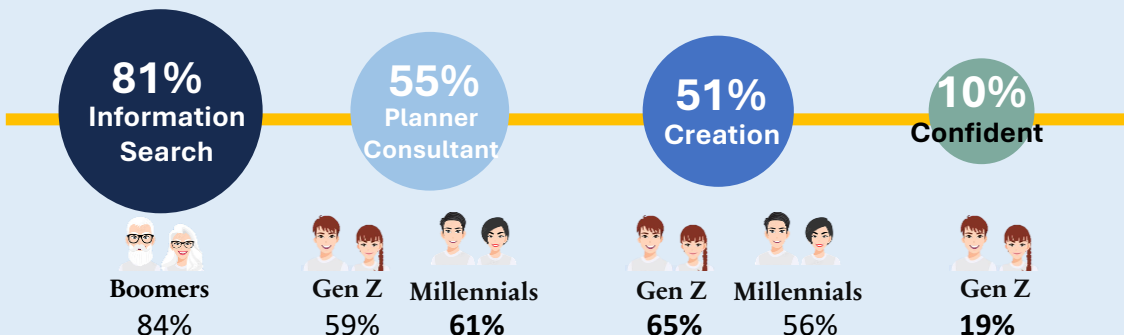 81%
Information
Search
55%
Planner
Consultant
51%
Creation
10%
Confident
Boomers
84%
Gen Z
59%
Millennials
61%
Gen Z
65%
Millennials
56%
Gen Z
19%